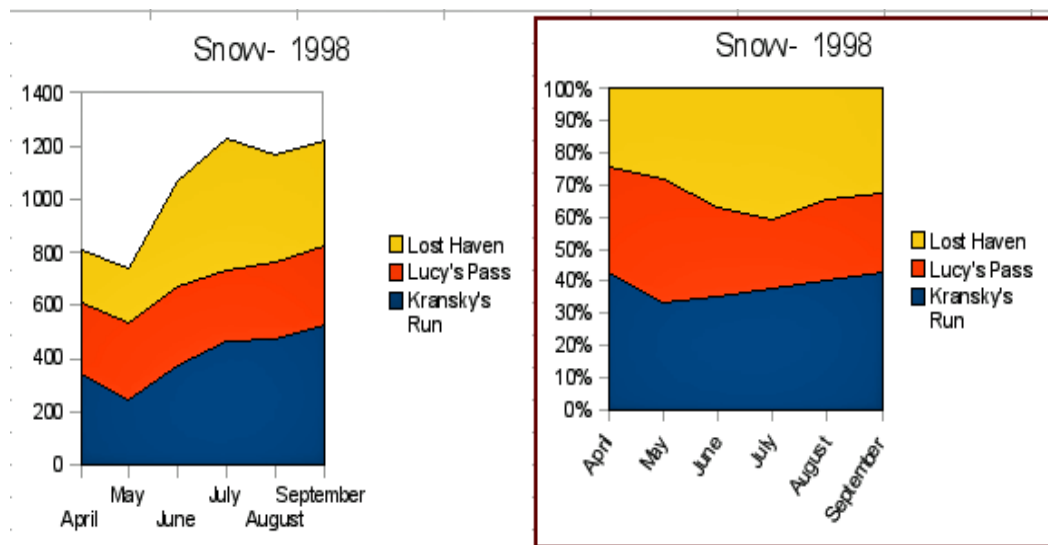 Snow- 1998
1400
1200
1000
800
600
400
200
0
May July September
April June August
Lost Haven
Lucy's Pass
Kransky's
Run
Snow- 1998
100%
90%
80%
70%
60%
50%
40%
30%
20%
10%
0%
April
May
June
July
August
September
Lost Haven
Lucy's Pass
Kransky's
Run